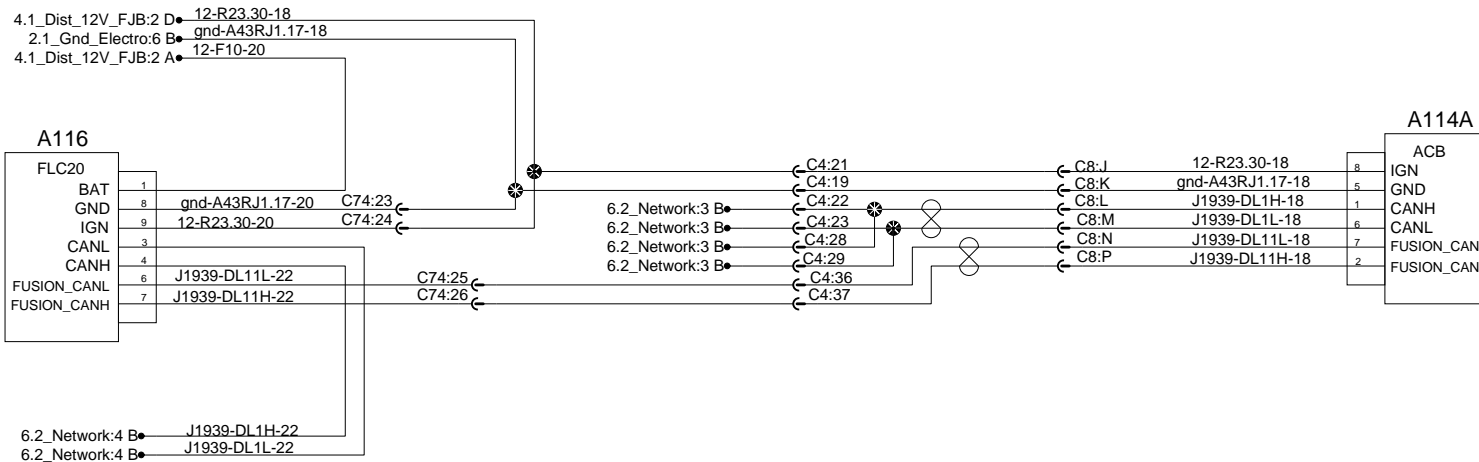 4.1_Dist_12V_FJB:2 D 12-R23.30-18
2.1_Gnd_Electro:6 B gnd-A43RJ1.17-18
4.1_Dist_12V_FJB:2 A 12-F10-20
A116
FLC20
BAT 1
GND 8 gnd-A43RJ1.17-20 C74:23
IGN 9 12-R23.30-20 C74:24
CANL 3
CANH 4
FUSION_CANL 6 J1939-DL11L-22 C74:25
FUSION_CANH 7 J1939-DL11H-22 C74:26
6.2_Network:4 B J1939-DL1H-22
6.2_Network:4 B J1939-DL1L-22
C4:21
C4:19
6.2_Network:3 B C4:22
6.2_Network:3 B C4:23
6.2_Network:3 B C4:28
6.2_Network:3 B C4:29
C4:36
C4:37
A114A
ACB
C8:J 12-R23.30-18 8 IGN
C8:K gnd-A43RJ1.17-18 5 GND
C8:L J1939-DL1H-18 1 CANH
C8:M J1939-DL1L-18 6 CANL
C8:N J1939-DL11L-18 7 FUSION_CAN
C8:P J1939-DL11H-18 2 FUSION_CAN